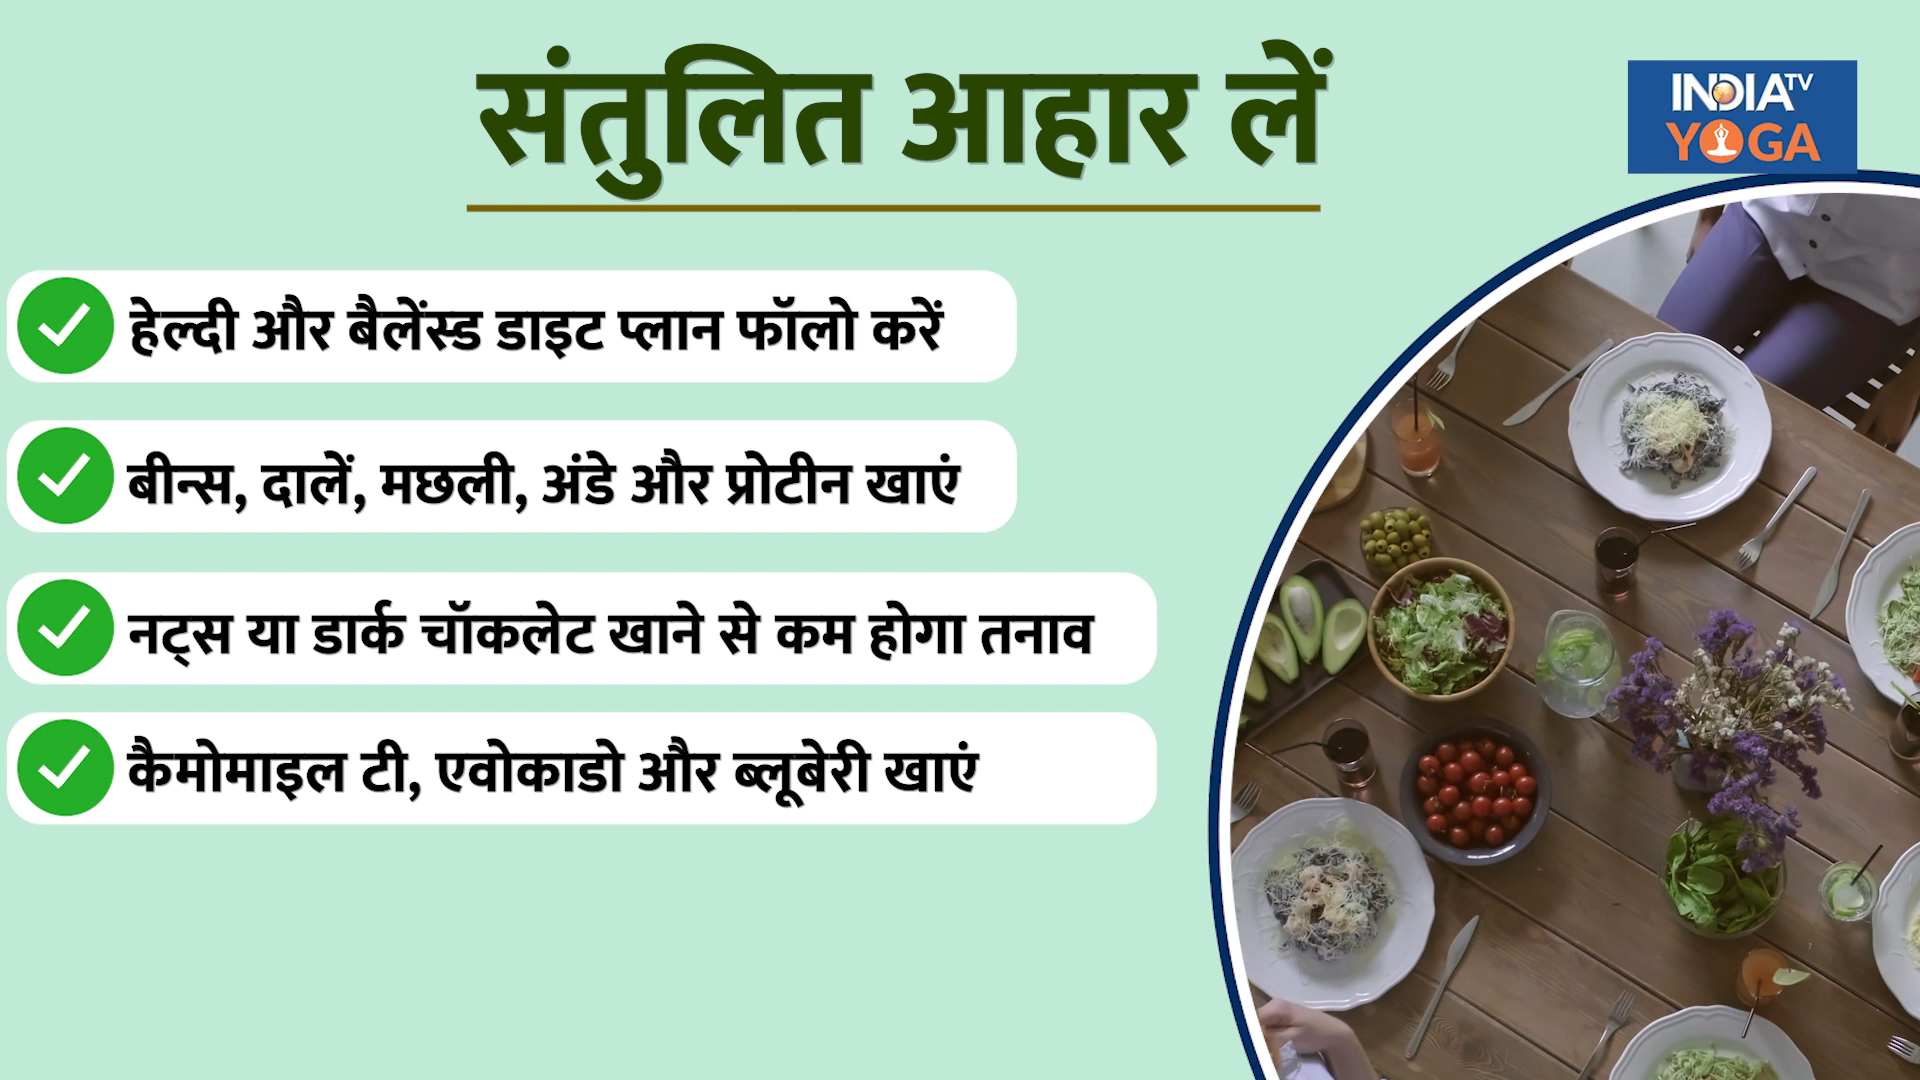 संतुलित आहार लें
INDIA TV
YOGA
हेल्दी और बैलेंस्ड डाइट प्लान फॉलो करें
बीन्स, दालें, मछली, अंडे और प्रोटीन खाएं
नट्स या डार्क चॉकलेट खाने से कम होगा तनाव
कैमोमाइल टी, एवोकाडो और ब्लूबेरी खाएं